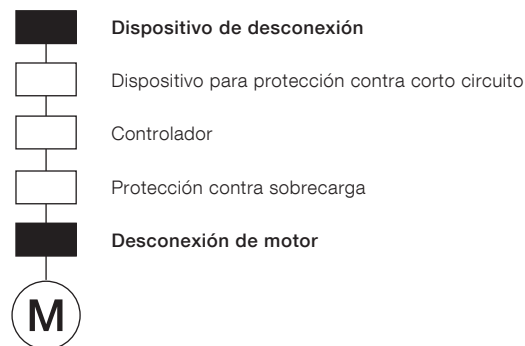 Dispositivo de desconexión
Dispositivo para protección contra corto circuito
Controlador
Protección contra sobrecarga
Desconexión de motor
M